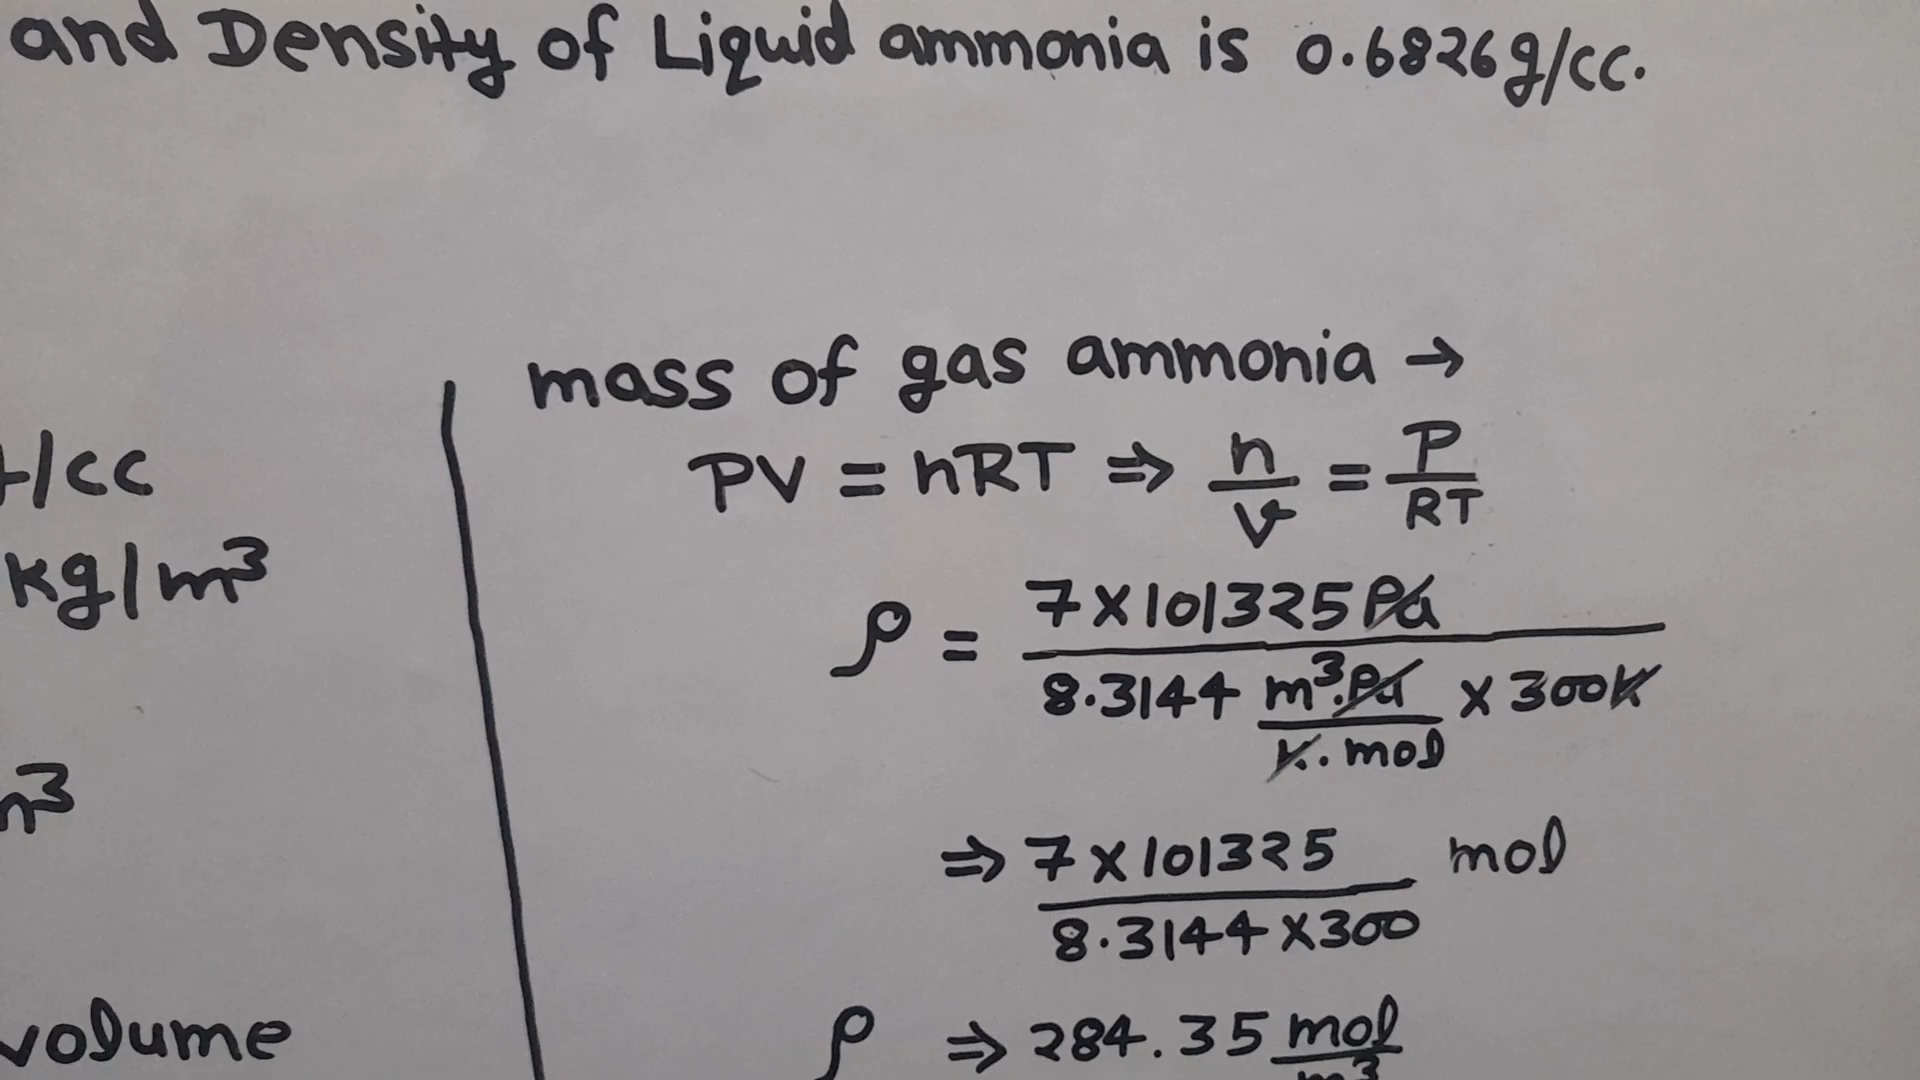 and Density of Liquid ammonia is 0.6826g/cc.
/cc
kg/m³
m³
volume
mass of gas ammonia →
PV = nRT ⇒ n/V = P/RT
ρ = 7×101325 Pa / 8.3144 m³.Pa/K.mol × 300K
⇒ 7×101325 / 8.3144×300 mol
ρ ⇒ 284.35 mol/m³